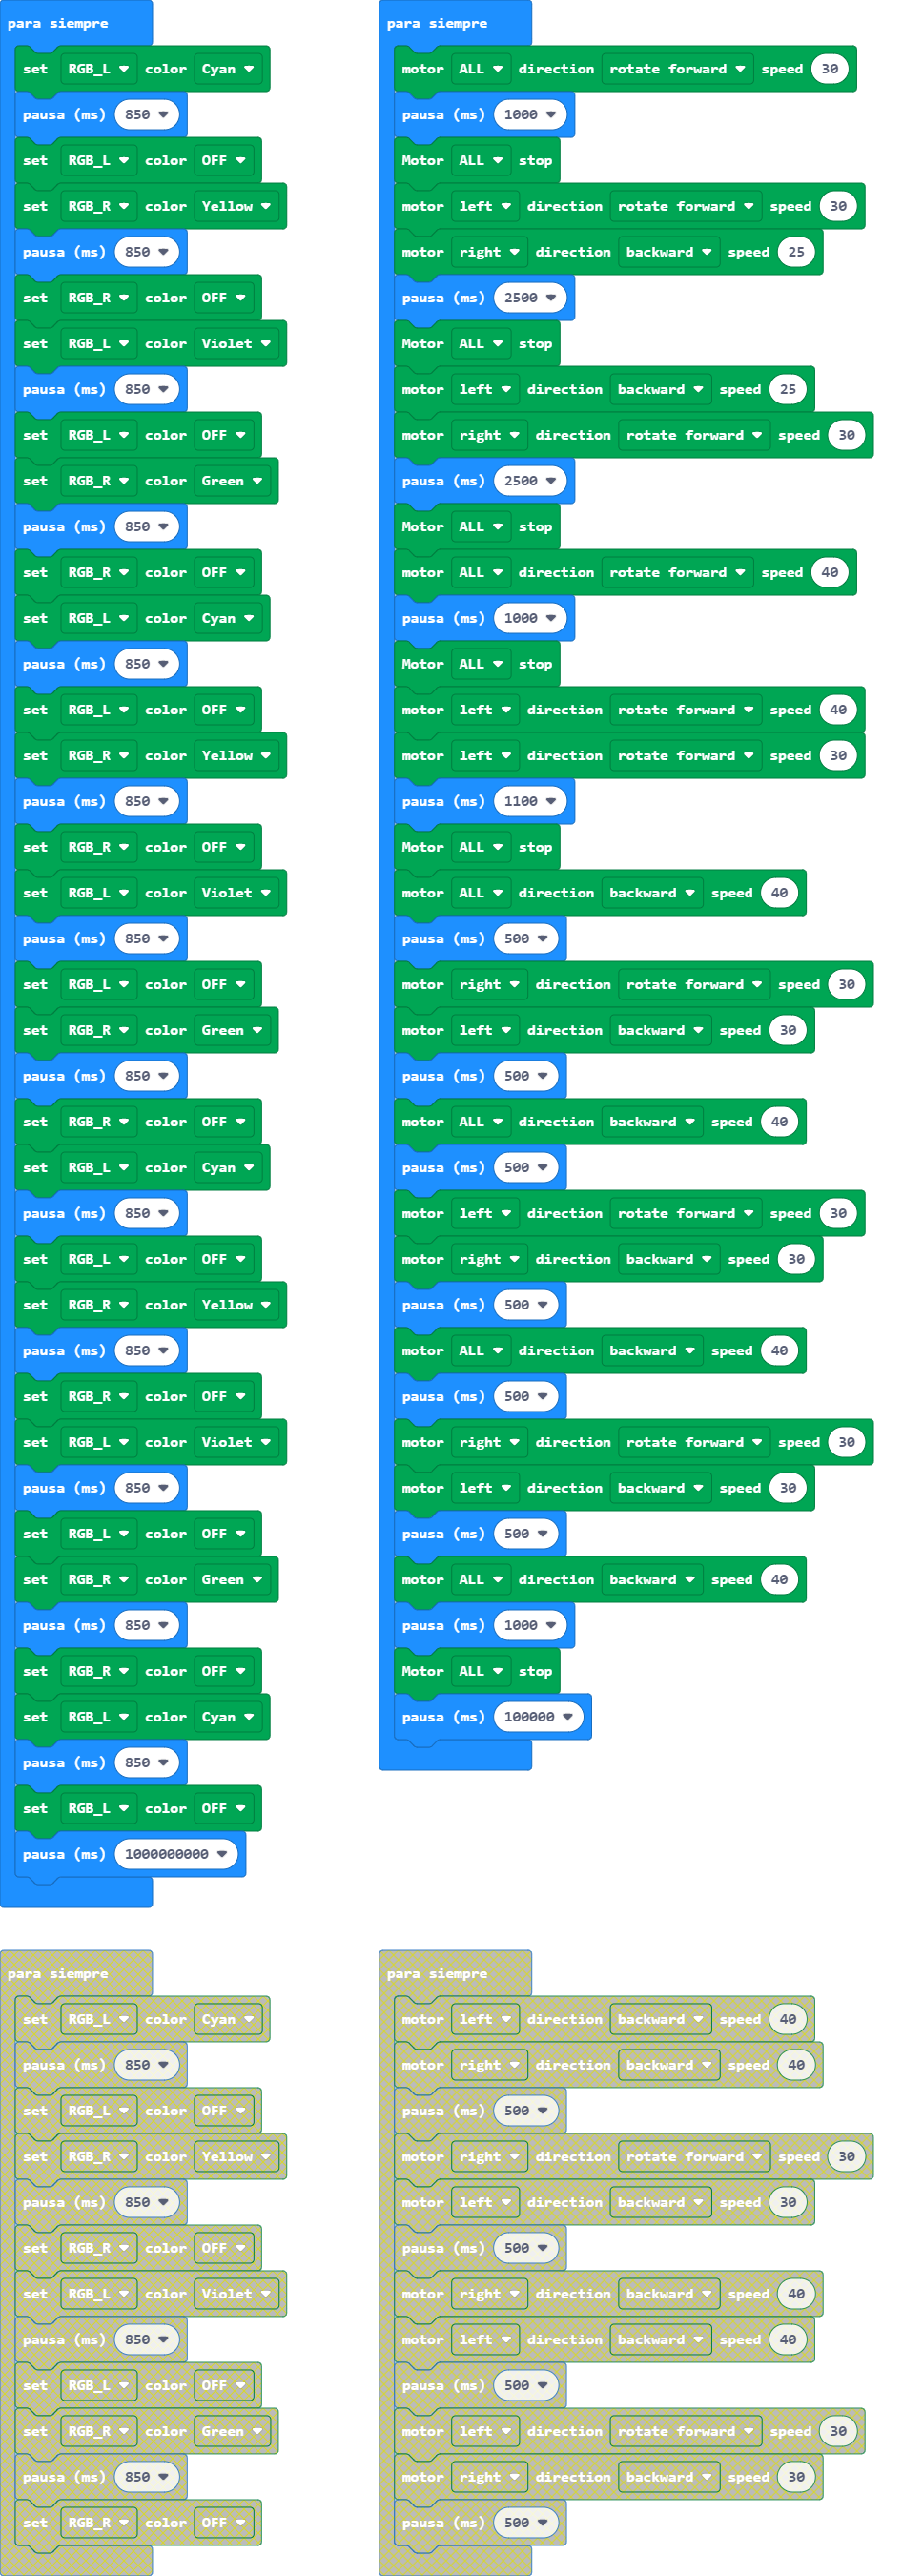 para siempre
set RGB_L color Cyan
pausa (ms) 850
set RGB_L color OFF
set RGB_R color Yellow
pausa (ms) 850
set RGB_R color OFF
set RGB_L color Violet
pausa (ms) 850
set RGB_L color OFF
set RGB_R color Green
pausa (ms) 850
set RGB_R color OFF
set RGB_L color Cyan
pausa (ms) 850
set RGB_L color OFF
set RGB_R color Yellow
pausa (ms) 850
set RGB_R color OFF
set RGB_L color Violet
pausa (ms) 850
set RGB_L color OFF
set RGB_R color Green
pausa (ms) 850
set RGB_R color OFF
set RGB_L color Cyan
pausa (ms) 850
set RGB_L color OFF
set RGB_R color Yellow
pausa (ms) 850
set RGB_R color OFF
set RGB_L color Violet
pausa (ms) 850
set RGB_L color OFF
set RGB_R color Green
pausa (ms) 850
set RGB_R color OFF
set RGB_L color Cyan
pausa (ms) 850
set RGB_L color OFF
pausa (ms) 1000000000
para siempre
motor ALL direction rotate forward speed 30
pausa (ms) 1000
Motor ALL stop
motor left direction rotate forward speed 30
motor right direction backward speed 25
pausa (ms) 2500
Motor ALL stop
motor left direction backward speed 25
motor right direction rotate forward speed 30
pausa (ms) 2500
Motor ALL stop
motor ALL direction rotate forward speed 40
pausa (ms) 1000
Motor ALL stop
motor left direction rotate forward speed 40
motor left direction rotate forward speed 30
pausa (ms) 1100
Motor ALL stop
motor ALL direction backward speed 40
pausa (ms) 500
motor right direction rotate forward speed 30
motor left direction backward speed 30
pausa (ms) 500
motor ALL direction backward speed 40
pausa (ms) 500
motor left direction rotate forward speed 30
motor right direction backward speed 30
pausa (ms) 500
motor ALL direction backward speed 40
pausa (ms) 500
motor right direction rotate forward speed 30
motor left direction backward speed 30
pausa (ms) 500
motor ALL direction backward speed 40
pausa (ms) 1000
Motor ALL stop
pausa (ms) 100000
para siempre
set RGB_L color Cyan
pausa (ms) 850
set RGB_L color OFF
set RGB_R color Yellow
pausa (ms) 850
set RGB_R color OFF
set RGB_L color Violet
pausa (ms) 850
set RGB_L color OFF
set RGB_R color Green
pausa (ms) 850
set RGB_R color OFF
para siempre
motor left direction backward speed 40
motor right direction backward speed 40
pausa (ms) 500
motor right direction rotate forward speed 30
motor left direction backward speed 30
pausa (ms) 500
motor right direction backward speed 40
motor left direction backward speed 40
pausa (ms) 500
motor left direction rotate forward speed 30
motor right direction backward speed 30
pausa (ms) 500